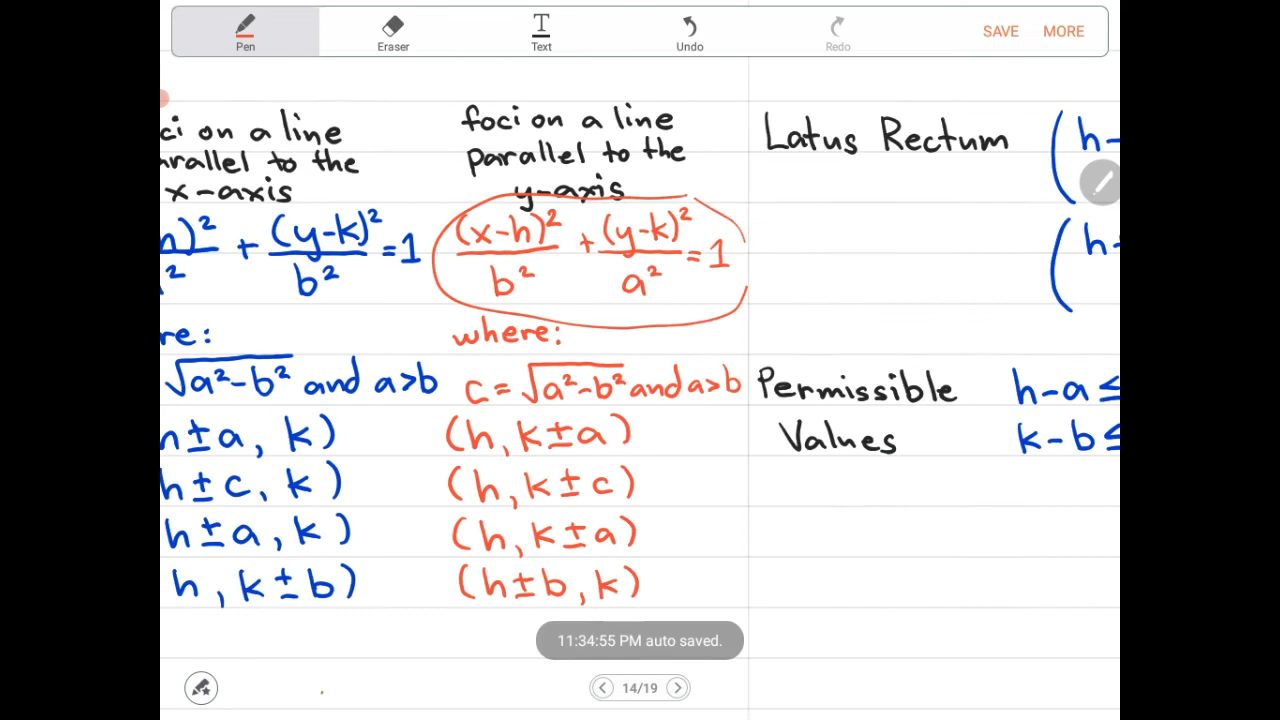 Pen Eraser Text Undo Redo SAVE MORE
ci on a line
rallel to the
x-axis
)² + (y-k)² = 1
² b²
re:
√a²-b² and a>b
h±a, k)
h±c, k)
h±a, k)
h, k±b)
foci on a line
parallel to the
y-axis
(x-h)² + (y-k)² = 1
b² a²
where:
c = √a²-b² and a>b
(h, k±a)
(h, k±c)
(h, k±a)
(h±b, k)
Latus Rectum (h-
(h+
Permissible h-a≤
Values k-b≤
11:34:55 PM auto saved.
14/19